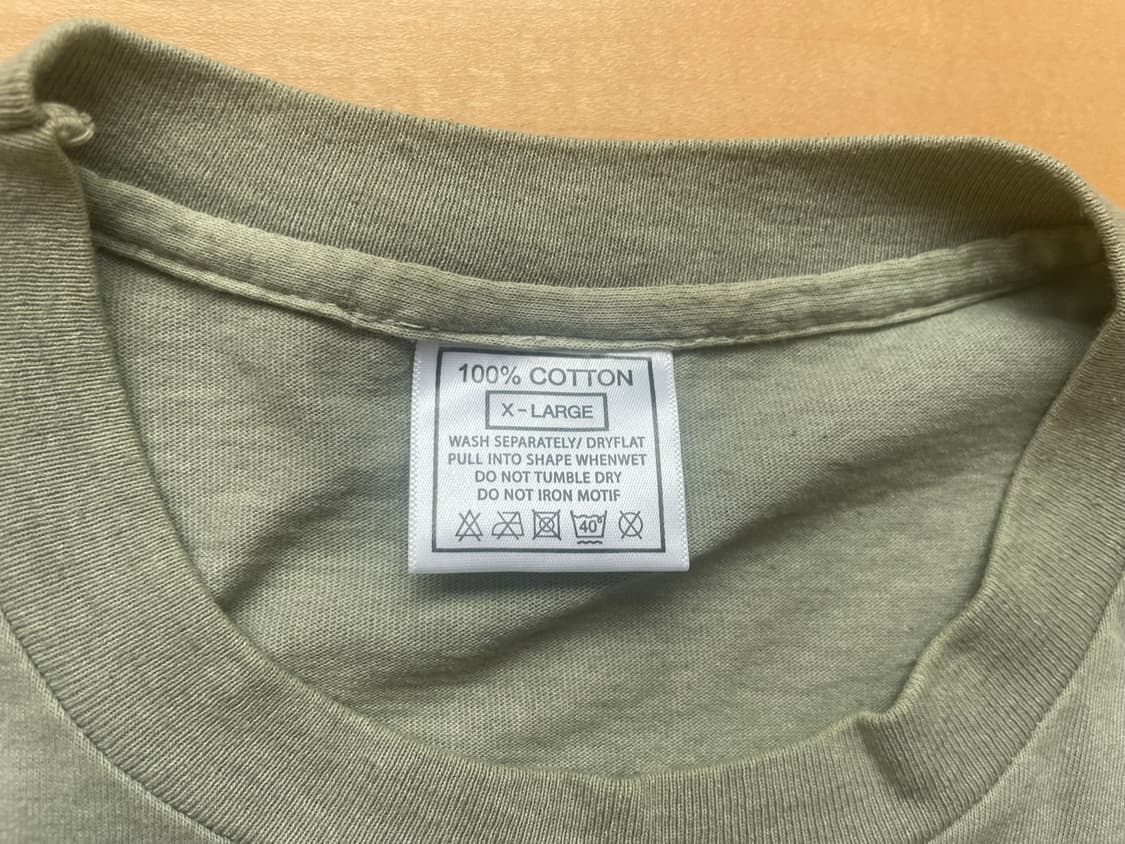 100% COTTON
X-LARGE
WASH SEPARATELY/ DRYFLAT
PULL INTO SHAPE WHENWET
DO NOT TUMBLE DRY
DO NOT IRON MOTIF
40°